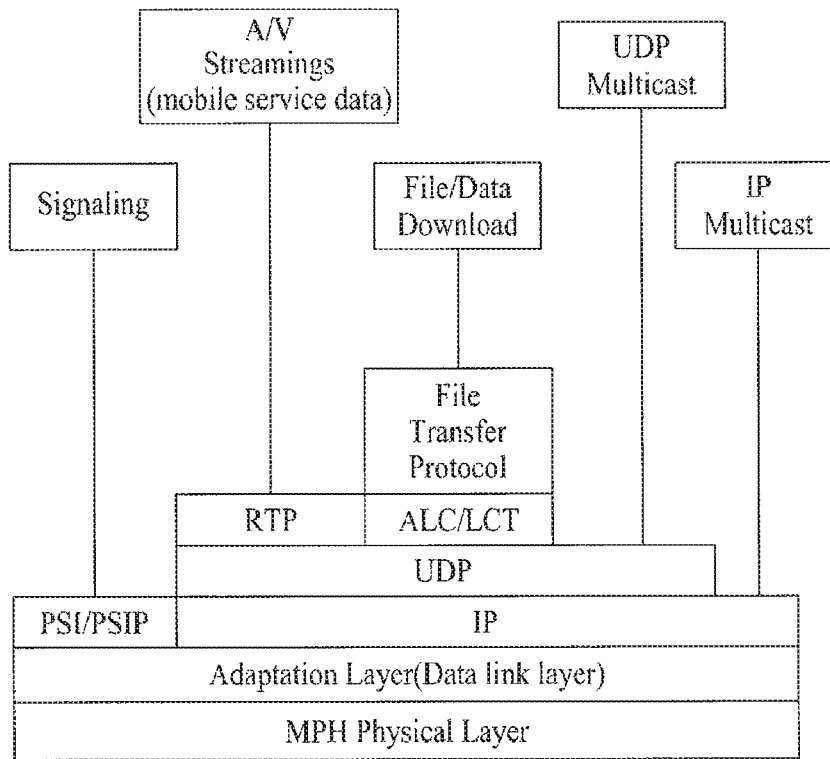 A/V
Streamings
(mobile service data)
UDP
Multicast
Signaling
File/Data
Download
IP
Multicast
File
Transfer
Protocol
RTP
ALC/LCT
UDP
PSI/PSIP
IP
Adaptation Layer(Data link layer)
MPH Physical Layer